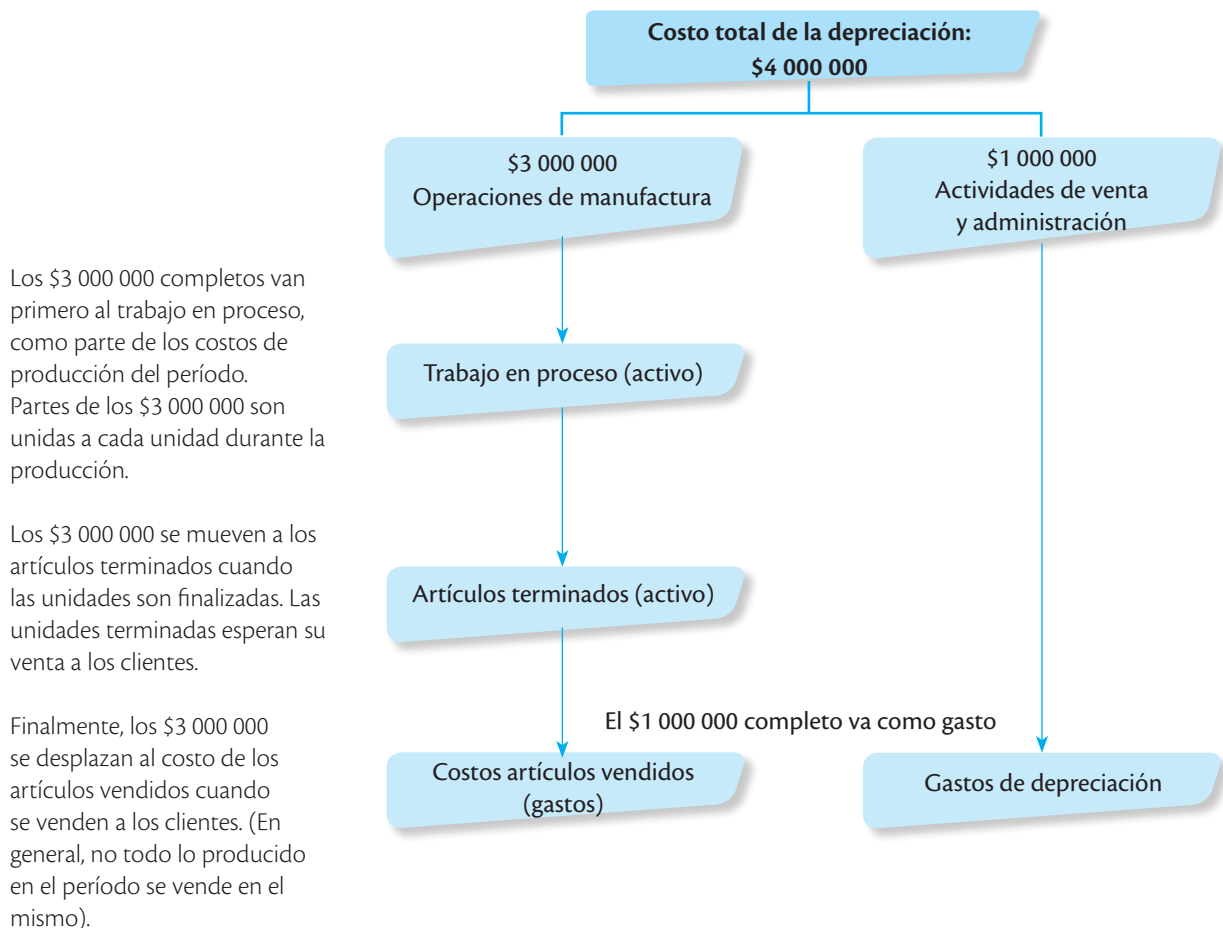 Costo total de la depreciación:
$4 000 000
$3 000 000
Operaciones de manufactura
$1 000 000
Actividades de venta
y administración
Los $3 000 000 completos van
primero al trabajo en proceso,
como parte de los costos de
producción del período.
Partes de los $3 000 000 son
unidas a cada unidad durante la
producción.
Trabajo en proceso (activo)
Los $3 000 000 se mueven a los
artículos terminados cuando
las unidades son finalizadas. Las
unidades terminadas esperan su
venta a los clientes.
Artículos terminados (activo)
Finalmente, los $3 000 000
se desplazan al costo de los
artículos vendidos cuando
se venden a los clientes. (En
general, no todo lo producido
en el período se vende en el
mismo).
El $1 000 000 completo va como gasto
Costos artículos vendidos
(gastos)
Gastos de depreciación